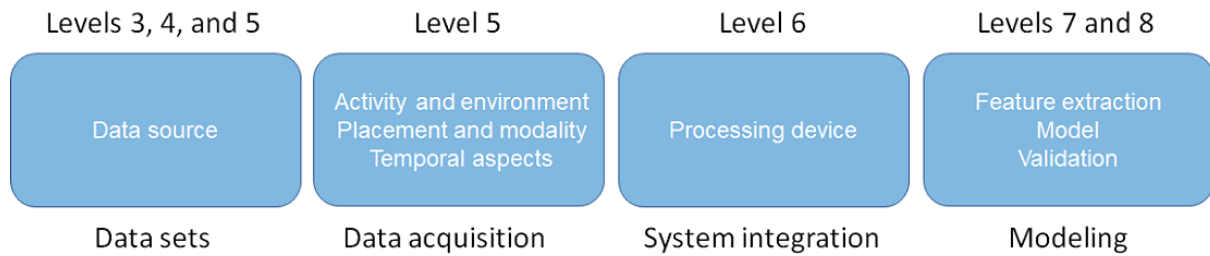 Levels 3, 4, and 5
Level 5
Level 6
Levels 7 and 8
Data source
Activity and environment
Placement and modality
Temporal aspects
Processing device
Feature extraction
Model
Validation
Data sets
Data acquisition
System integration
Modeling